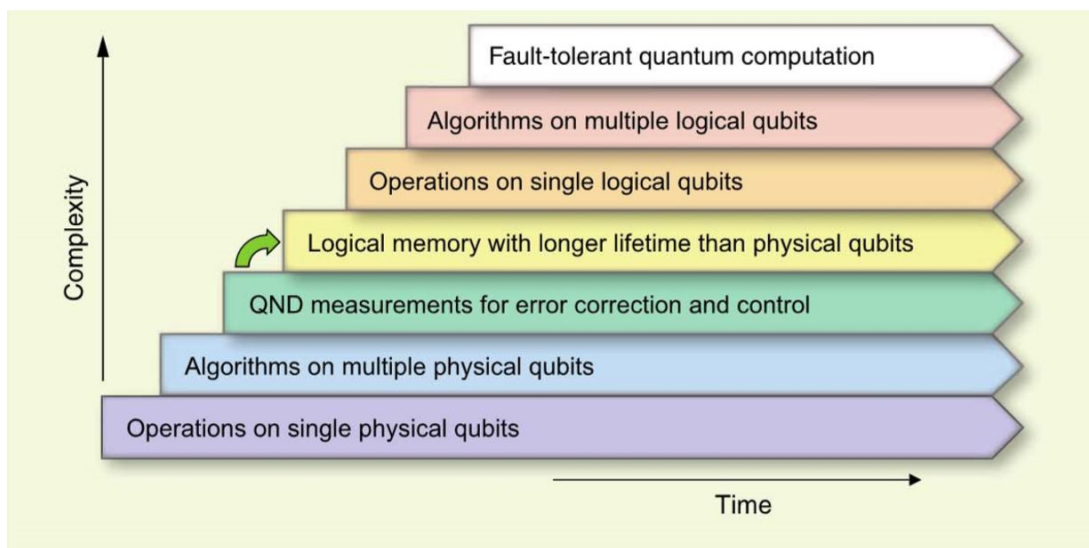 Fault-tolerant quantum computation
Algorithms on multiple logical qubits
Operations on single logical qubits
Logical memory with longer lifetime than physical qubits
QND measurements for error correction and control
Algorithms on multiple physical qubits
Operations on single physical qubits
Complexity
Time